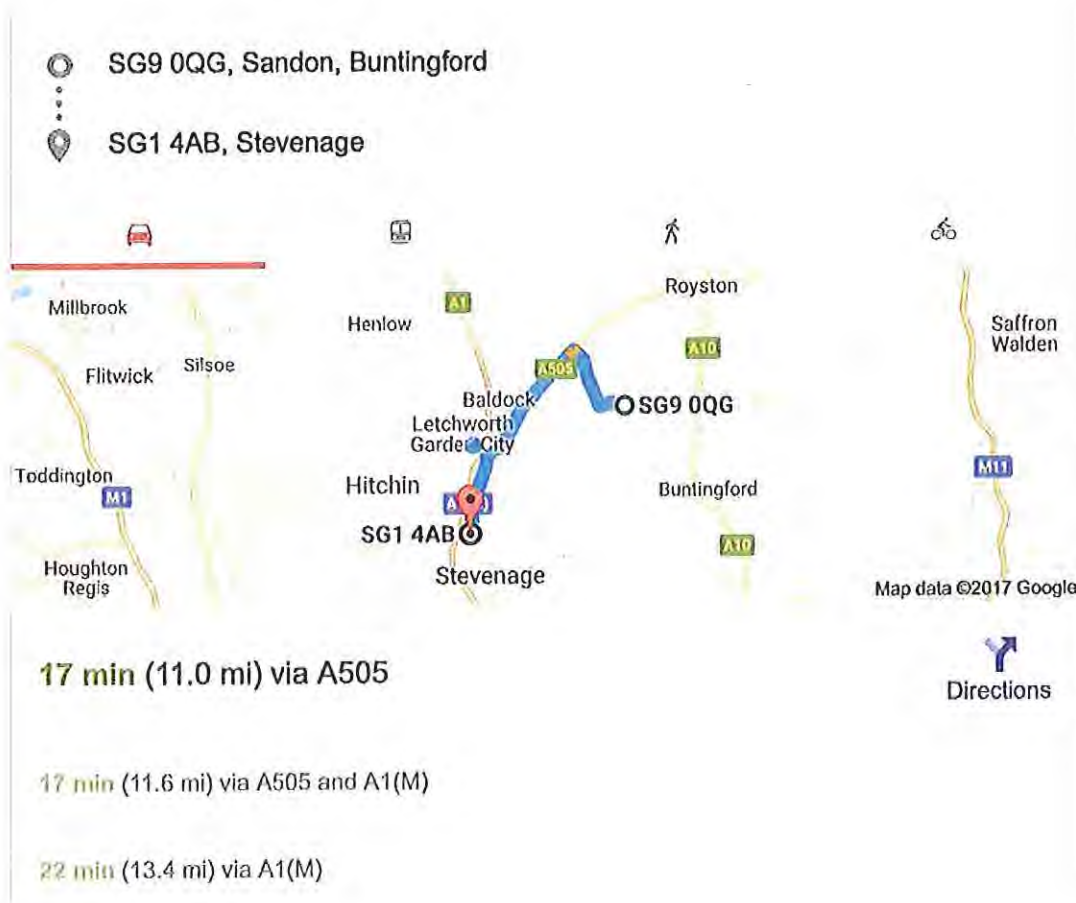 SG9 0QG, Sandon, Buntingford
SG1 4AB, Stevenage
Millbrook
Flitwick
Silsoe
Toddington
M1
Houghton
Regis
Henlow
A1
Royston
A505
A10
Baldock
SG9 0QG
Letchworth
Garden City
Hitchin
Buntingford
SG1 4AB
A10
Stevenage
Saffron
Walden
M11
Map data ©2017 Google
17 min (11.0 mi) via A505
Directions
17 min (11.6 mi) via A505 and A1(M)
22 min (13.4 mi) via A1(M)